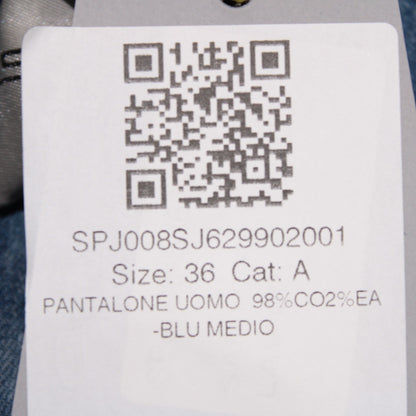 SPJ008SJ629902001
Size: 36 Cat: A
PANTALONE UOMO 98%CO2%EA
-BLU MEDIO